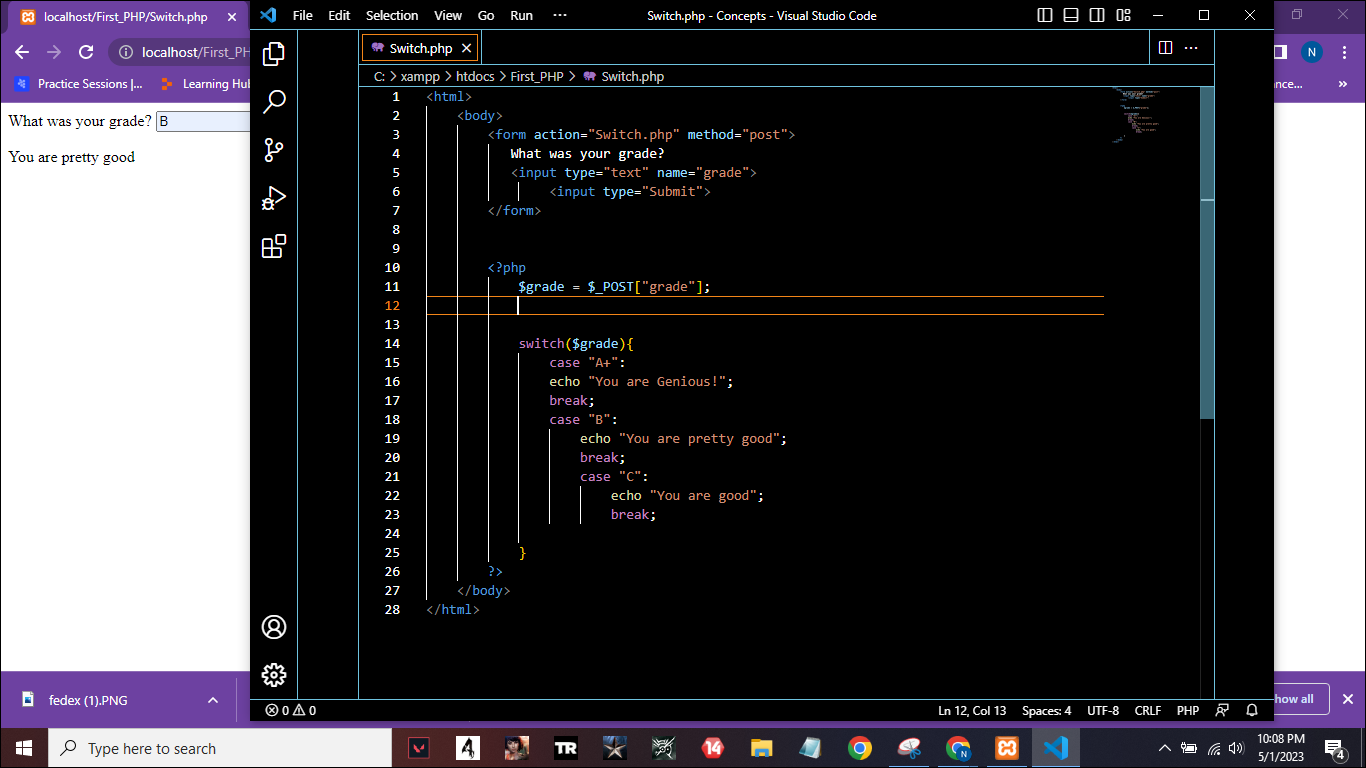 localhost/First_PHP/Switch.php
File Edit Selection View Go Run ··· Switch.php - Concepts - Visual Studio Code
localhost/First_PH
N
Practice Sessions |... Learning Hu
nce... »
What was your grade? B
You are pretty good
Switch.php
C: > xampp > htdocs > First_PHP > Switch.php
1 <html>
2 <body>
3 <form action="Switch.php" method="post">
4 What was your grade?
5 <input type="text" name="grade">
6 <input type="Submit">
7 </form>
8
9
10 <?php
11 $grade = $_POST["grade"];
12
13
14 switch($grade){
15 case "A+":
16 echo "You are Genious!";
17 break;
18 case "B":
19 echo "You are pretty good";
20 break;
21 case "C":
22 echo "You are good";
23 break;
24
25 }
26 ?>
27 </body>
28 </html>
fedex (1).PNG
how all
0 0 Ln 12, Col 13 Spaces: 4 UTF-8 CRLF PHP
Type here to search
TR
14
N
10:08 PM
5/1/2023
4